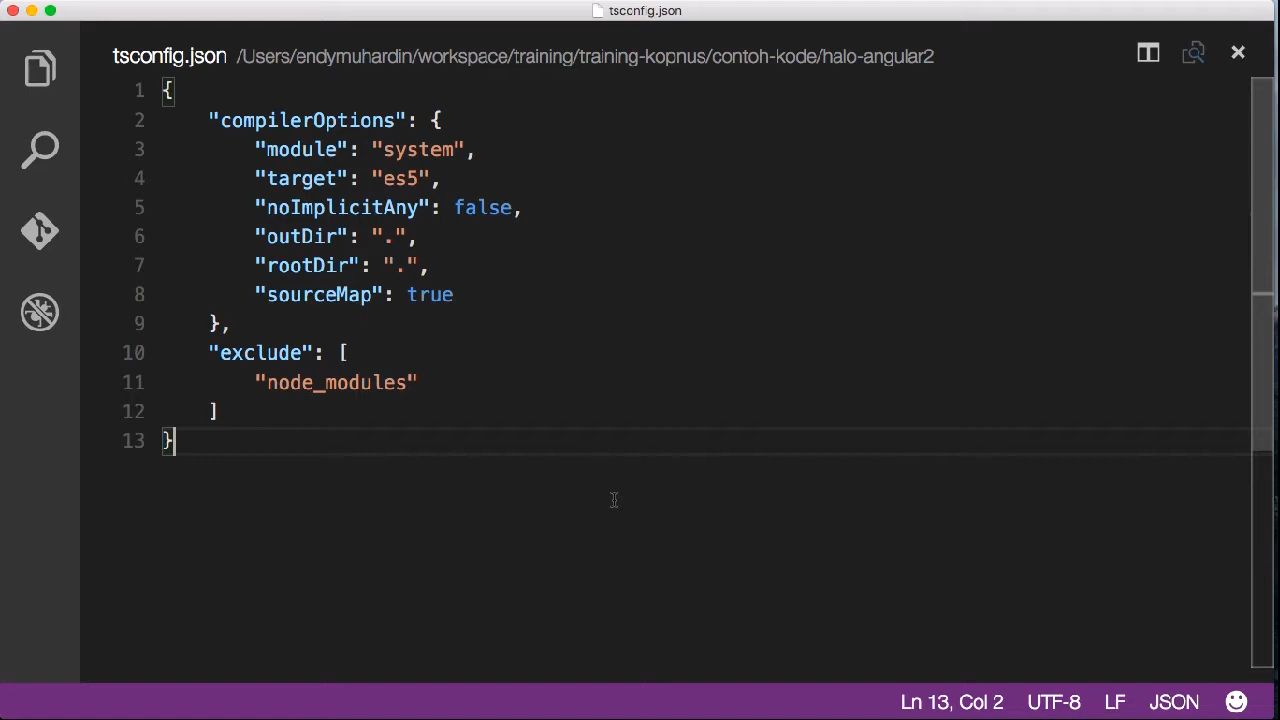 tsconfig.json
tsconfig.json /Users/endymuhardin/workspace/training/training-kopnus/contoh-kode/halo-angular2
1 {
2 "compilerOptions": {
3 "module": "system",
4 "target": "es5",
5 "noImplicitAny": false,
6 "outDir": ".",
7 "rootDir": ".",
8 "sourceMap": true
9 },
10 "exclude": [
11 "node_modules"
12 ]
13 }
Ln 13, Col 2 UTF-8 LF JSON